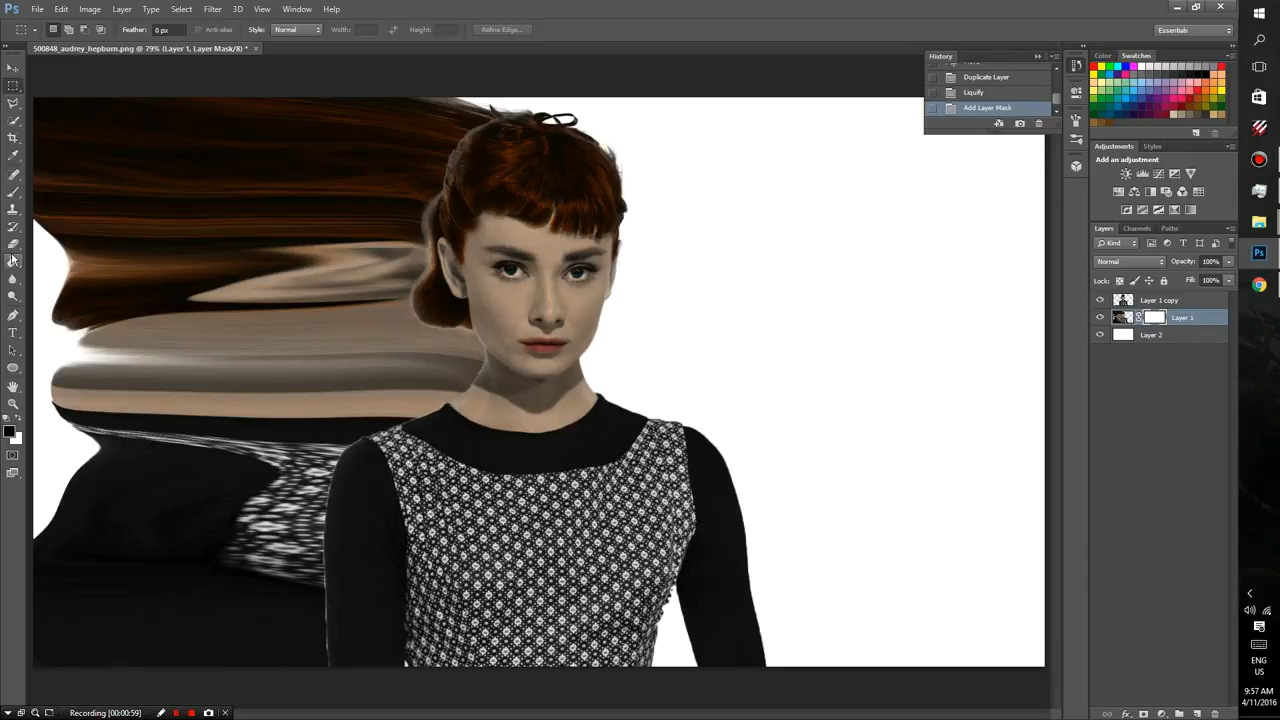 Ps File Edit Image Layer Type Select Filter 3D View Window Help
Feather: 0 px Anti-alias Style: Normal Width: Height: Refine Edge... Essentials
500848_audrey_hepburn.png @ 79% (Layer 1, Layer Mask/8) * ×
History
Duplicate Layer
Liquify
Add Layer Mask
Color Swatches
Adjustments Styles
Add an adjustment
Layers Channels Paths
Kind
Normal Opacity: 100%
Lock: Fill: 100%
Layer 1 copy
Layer 1
Layer 2
Ps
ENG
US
9:57 AM
4/11/2016
Recording [00:00:59]
fx